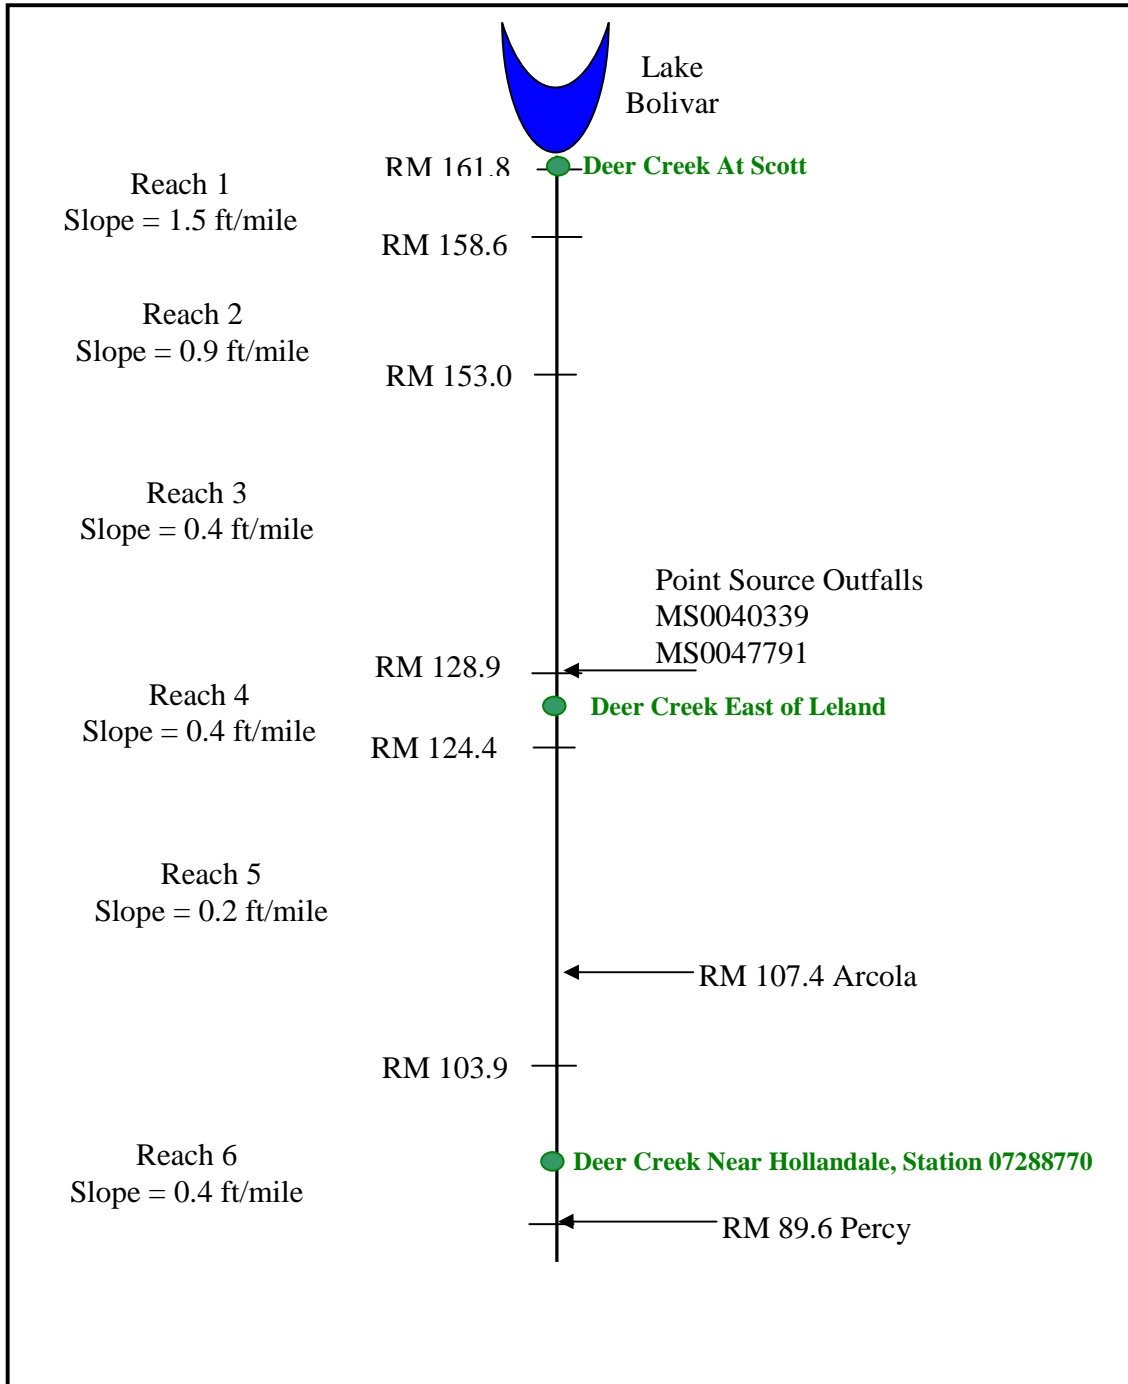 Lake
Bolivar
RM 161.8
Deer Creek At Scott
Reach 1
Slope = 1.5 ft/mile
RM 158.6
Reach 2
Slope = 0.9 ft/mile
RM 153.0
Reach 3
Slope = 0.4 ft/mile
Point Source Outfalls
MS0040339
MS0047791
RM 128.9
Reach 4
Slope = 0.4 ft/mile
Deer Creek East of Leland
RM 124.4
Reach 5
Slope = 0.2 ft/mile
RM 107.4 Arcola
RM 103.9
Reach 6
Slope = 0.4 ft/mile
Deer Creek Near Hollandale, Station 07288770
RM 89.6 Percy